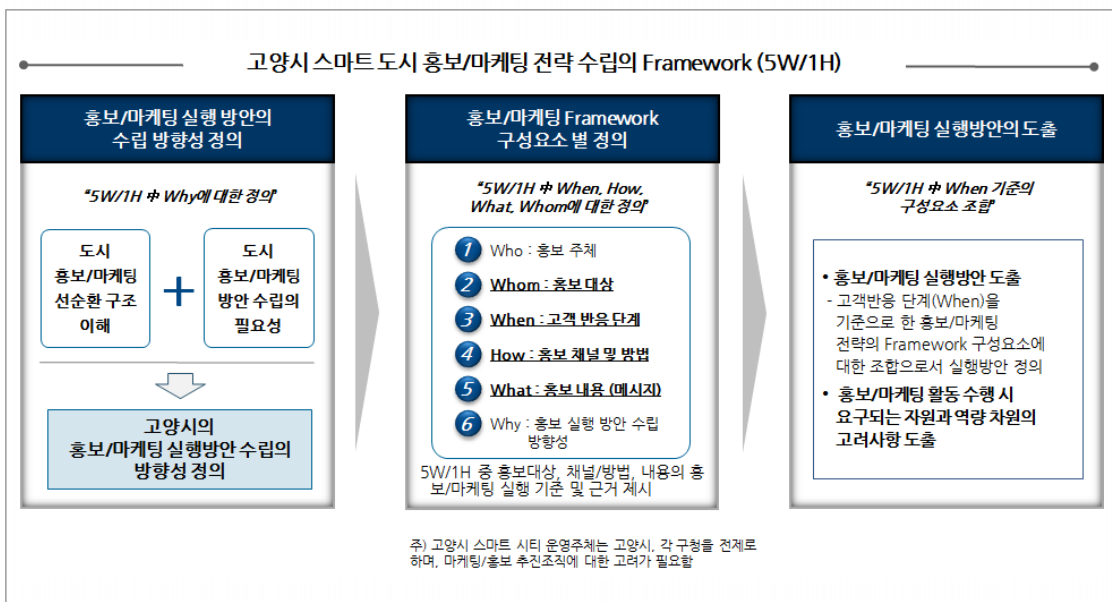 고양시 스마트 도시 홍보/마케팅 전략 수립의 Framework (5W/1H)
홍보/마케팅 실행 방안의
수립 방향성 정의
"5W/1H 中 Why에 대한 정의"
도시
홍보/마케팅
선순환 구조
이해
+
도시
홍보/마케팅
방안 수립의
필요성
고양시의
홍보/마케팅 실행방안 수립의
방향성 정의
홍보/마케팅 Framework
구성요소 별 정의
"5W/1H 中 When, How,
What, Whom에 대한 정의"
1 Who : 홍보 주체
2 Whom : 홍보 대상
3 When : 고객 반응 단계
4 How : 홍보 채널 및 방법
5 What : 홍보 내용 (메시지)
6 Why : 홍보 실행 방안 수립
방향성
5W/1H 중 홍보대상, 채널/방법, 내용의 홍
보/마케팅 실행 기준 및 근거 제시
홍보/마케팅 실행방안의 도출
"5W/1H 中 When 기준의
구성요소 조합"
• 홍보/마케팅 실행방안 도출
- 고객반응 단계(When)을
기준으로 한 홍보/마케팅
전략의 Framework 구성요소에
대한 조합으로서 실행방안 정의
• 홍보/마케팅 활동 수행 시
요구되는 자원과 역량 차원의
고려사항 도출
주) 고양시 스마트 시티 운영주체는 고양시, 각 구청을 전제로
하며, 마케팅/홍보 추진조직에 대한 고려가 필요함